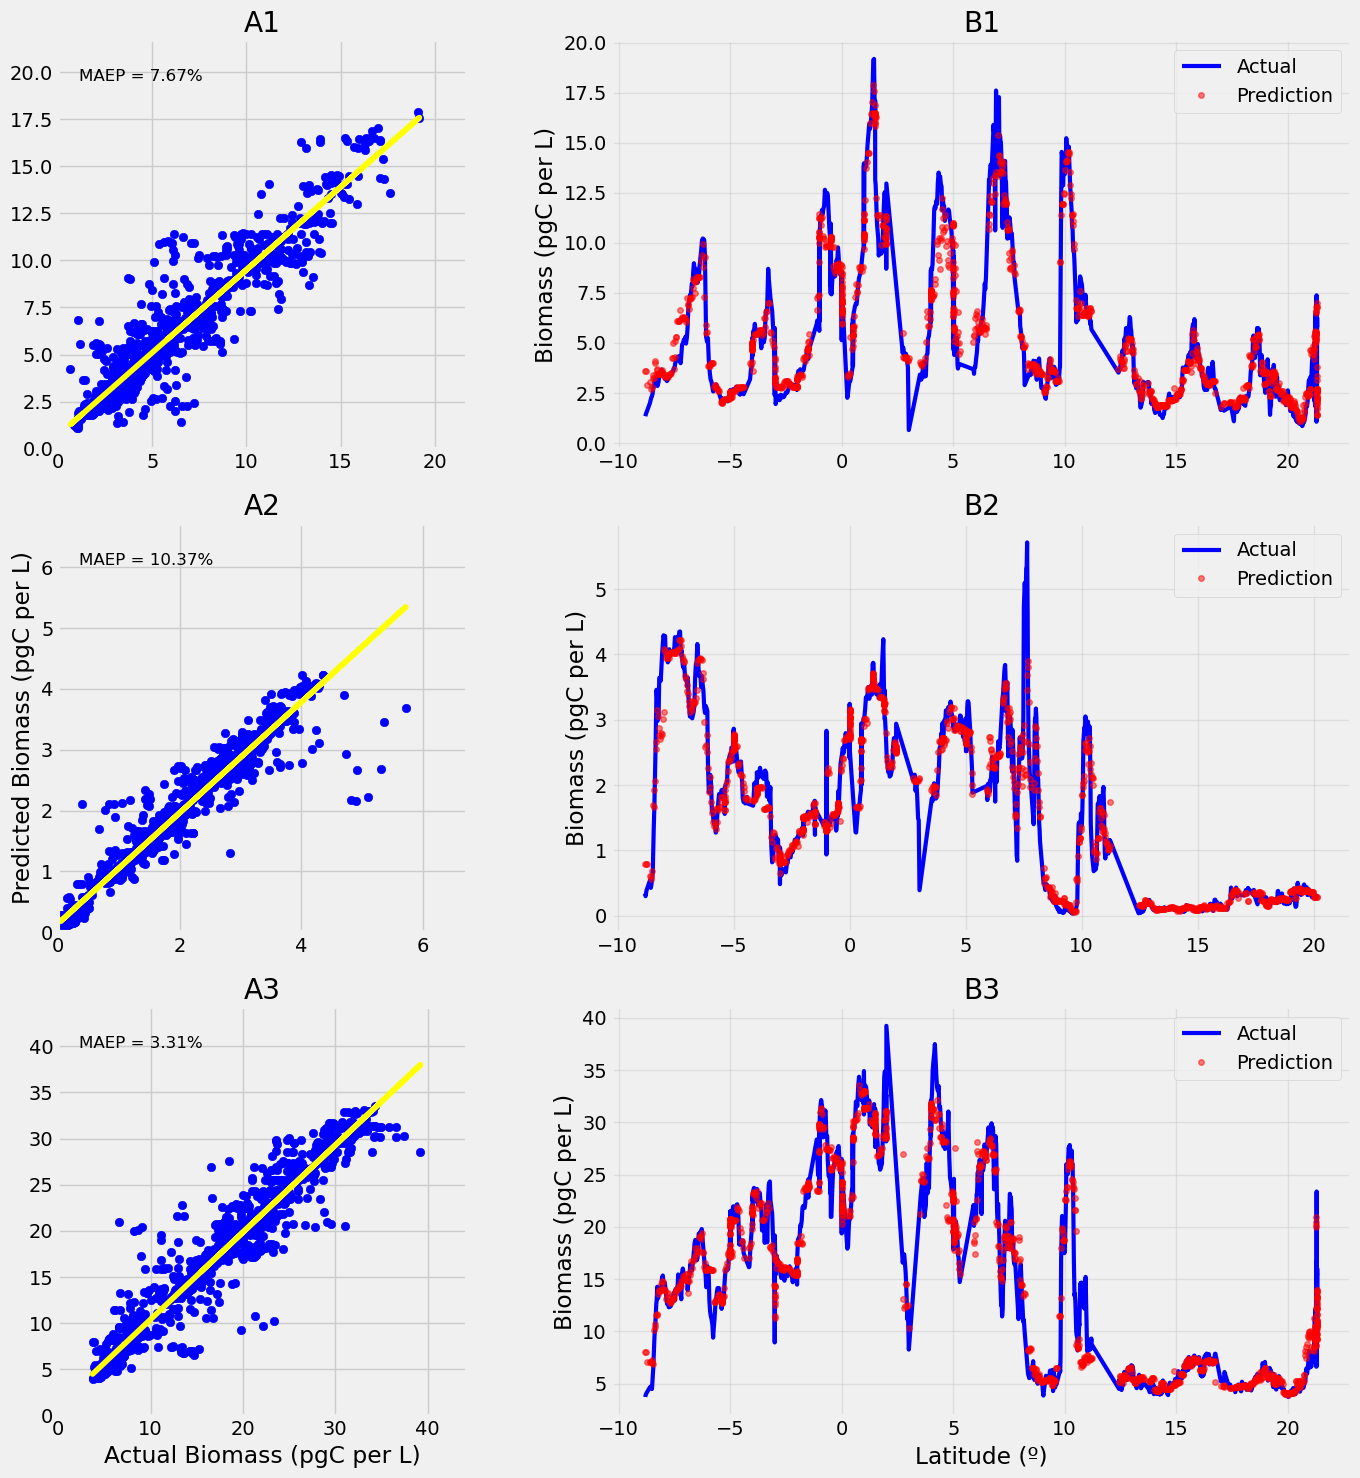 A1
MAEP = 7.67%
20.0
17.5
15.0
12.5
10.0
7.5
5.0
2.5
0.0
0 5 10 15 20
B1
Biomass (pgC per L)
Actual
Prediction
20.0
17.5
15.0
12.5
10.0
7.5
5.0
2.5
0.0
−10 −5 0 5 10 15 20
A2
Predicted Biomass (pgC per L)
MAEP = 10.37%
6
5
4
3
2
1
0
0 2 4 6
B2
Biomass (pgC per L)
Actual
Prediction
5
4
3
2
1
0
−10 −5 0 5 10 15 20
A3
MAEP = 3.31%
40
35
30
25
20
15
10
5
0
0 10 20 30 40
Actual Biomass (pgC per L)
B3
Biomass (pgC per L)
Actual
Prediction
40
35
30
25
20
15
10
5
−10 −5 0 5 10 15 20
Latitude (º)